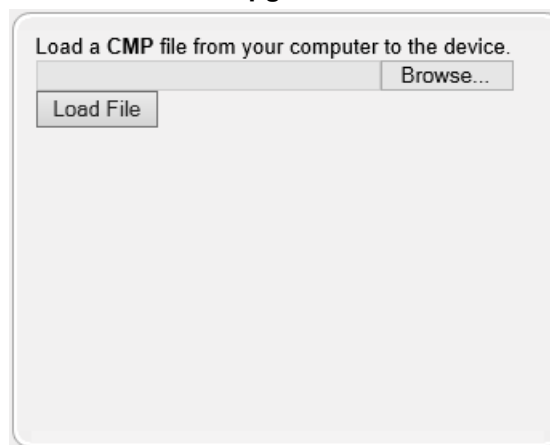 Load a CMP file from your computer to the device.
Browse...
Load File